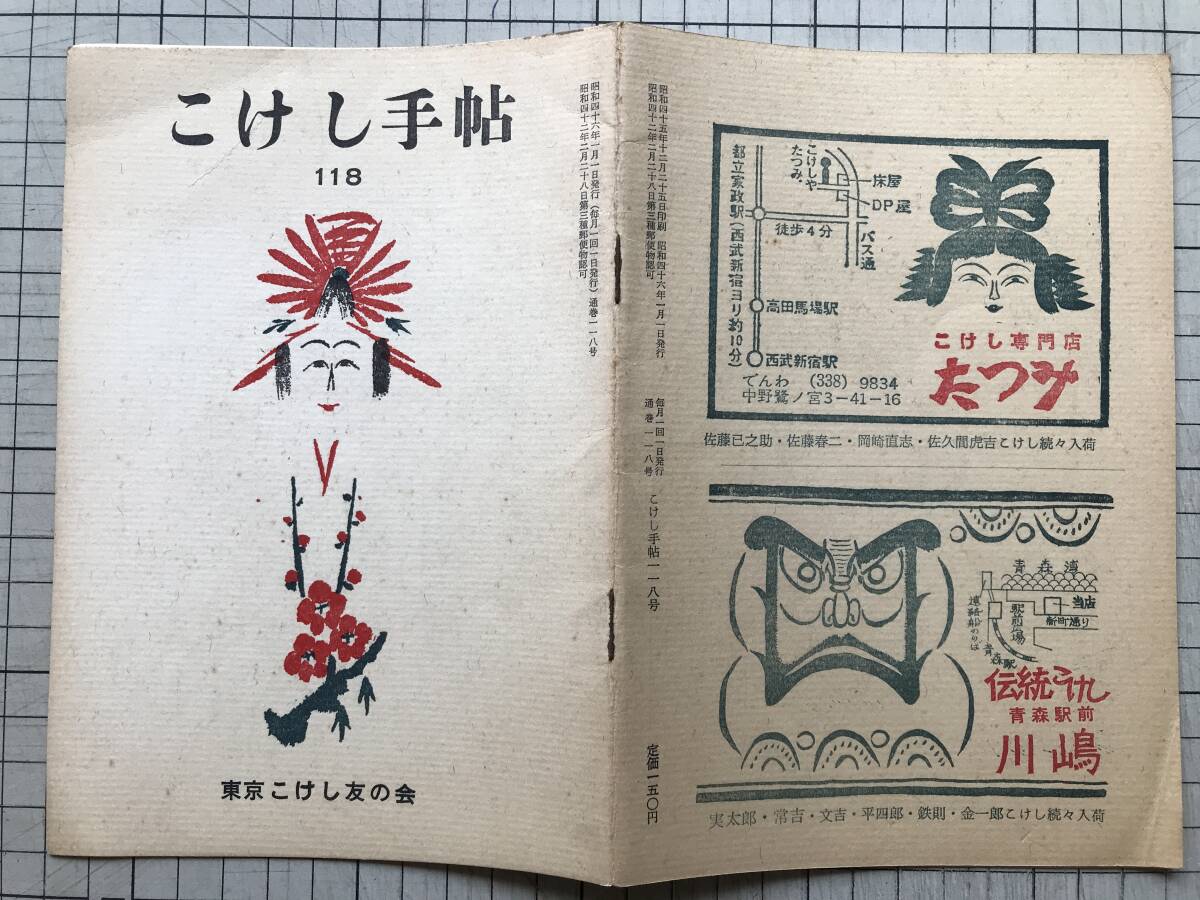 こけし手帖
118
東京こけし友の会
昭和四十六年一月一日発行（毎月一回一日発行）通巻一一八号
昭和四十二年二月二十八日第三種郵便物認可
昭和四十五年十二月二十五日印刷　昭和四十六年一月一日発行
昭和四十二年二月二十八日第三種郵便物認可
毎月一回一日発行
通巻一一八号
こけし手帖一一八号
定価一五〇円
都立家政駅（西武新宿ヨリ約10分）
こけしや
たつみ
床屋
DP屋
徒歩4分
バス通
高田馬場駅
西武新宿駅
でんわ (338) 9834
中野鷺ノ宮3-41-16
こけし専門店
たつみ
佐藤巳之助・佐藤春二・岡崎直志・佐久間虎吉こけし続々入荷
青森湾
当店
新町通り
駅前広場
青森駅
伝統こけし
青森駅前
川嶋
実太郎・常吉・文吉・平四郎・鉄則・金一郎こけし続々入荷